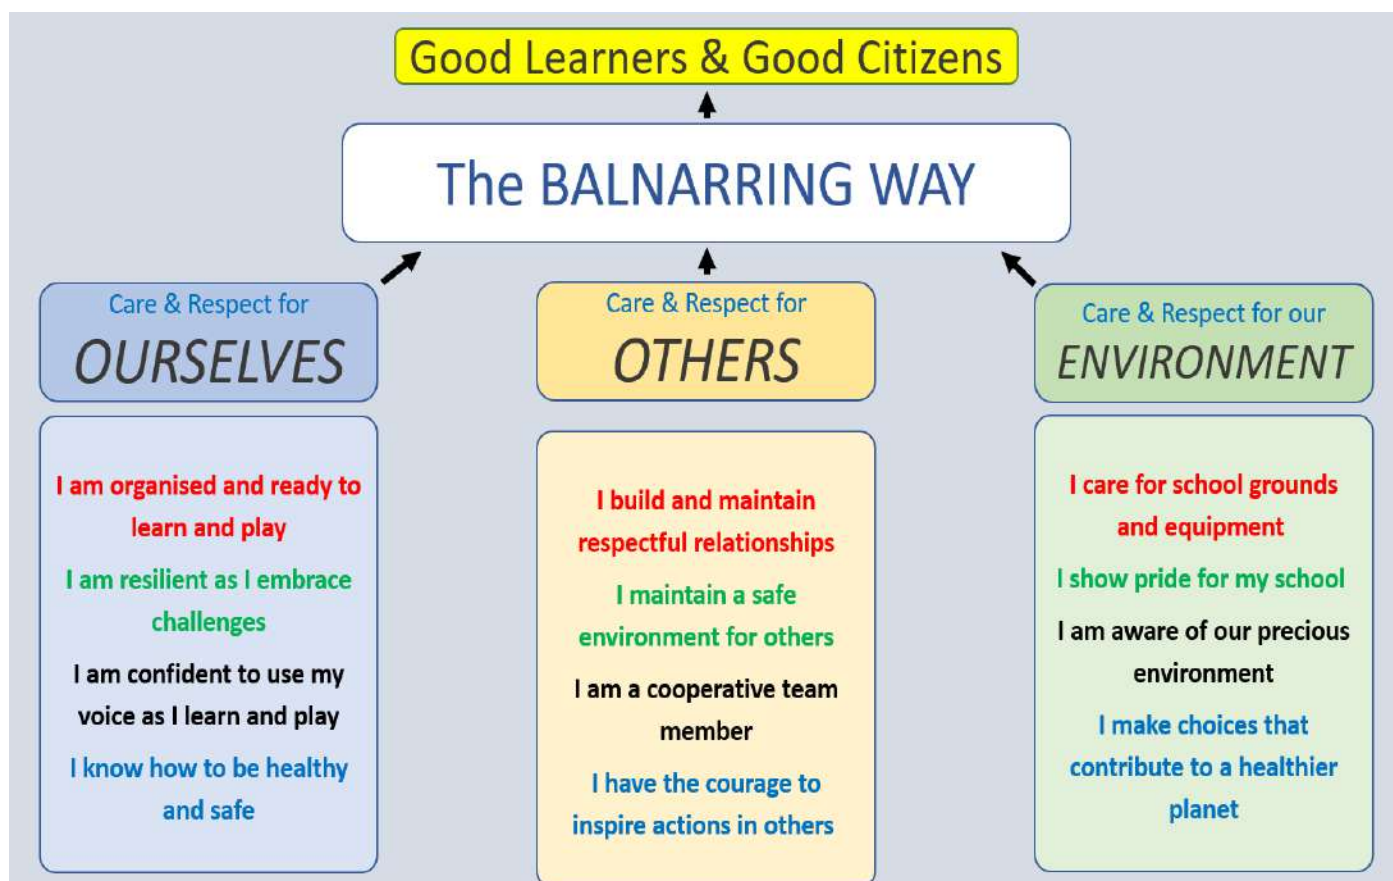 Good Learners & Good Citizens
The BALNARRING WAY
Care & Respect for
OURSELVES
I am organised and ready to
learn and play
I am resilient as I embrace
challenges
I am confident to use my
voice as I learn and play
I know how to be healthy
and safe
Care & Respect for
OTHERS
I build and maintain
respectful relationships
I maintain a safe
environment for others
I am a cooperative team
member
I have the courage to
inspire actions in others
Care & Respect for our
ENVIRONMENT
I care for school grounds
and equipment
I show pride for my school
I am aware of our precious
environment
I make choices that
contribute to a healthier
planet